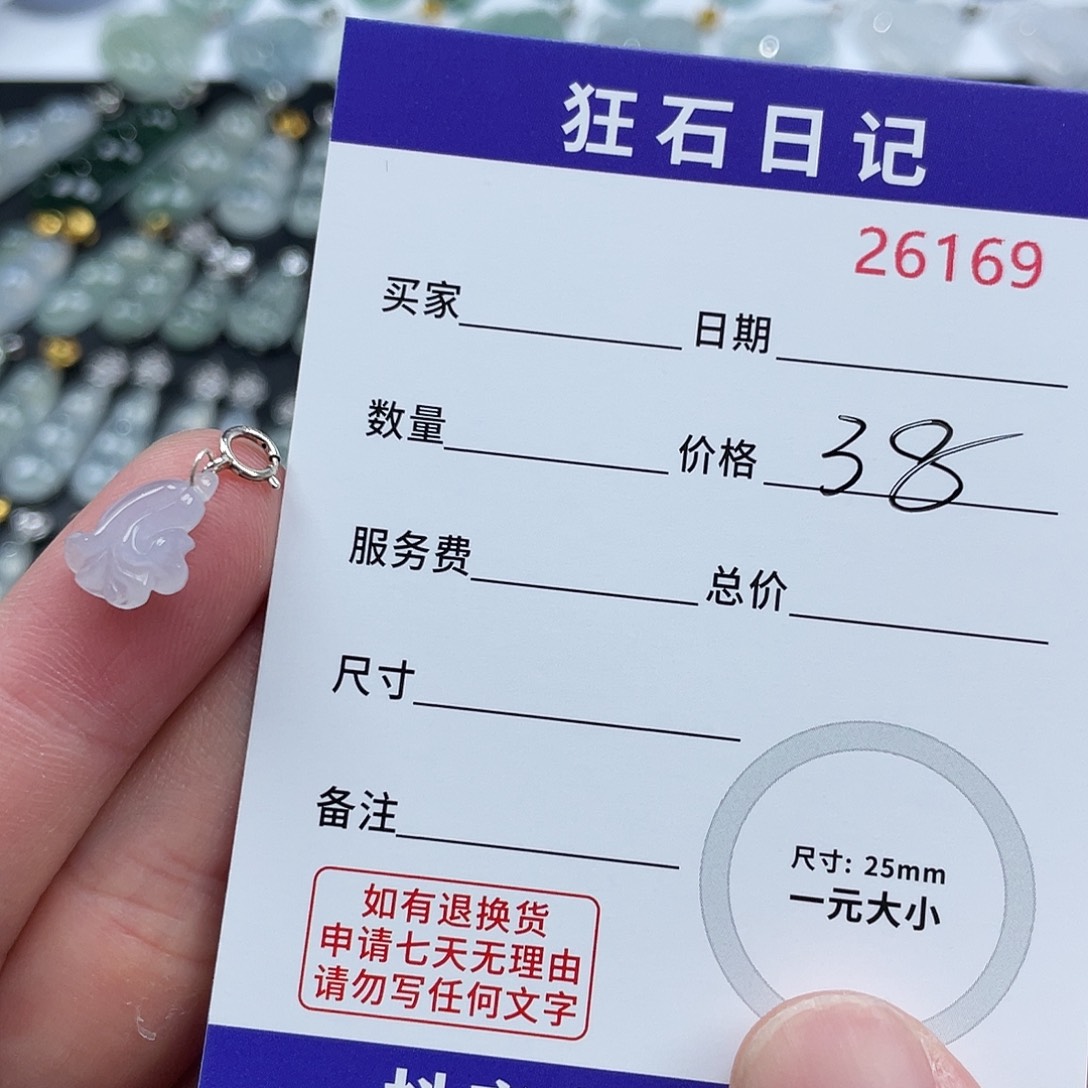 狂石日记
26169
买家 日期
数量 价格 38
服务费 总价
尺寸
备注
尺寸: 25mm
一元大小
如有退换货
申请七天无理由
请勿写任何文字